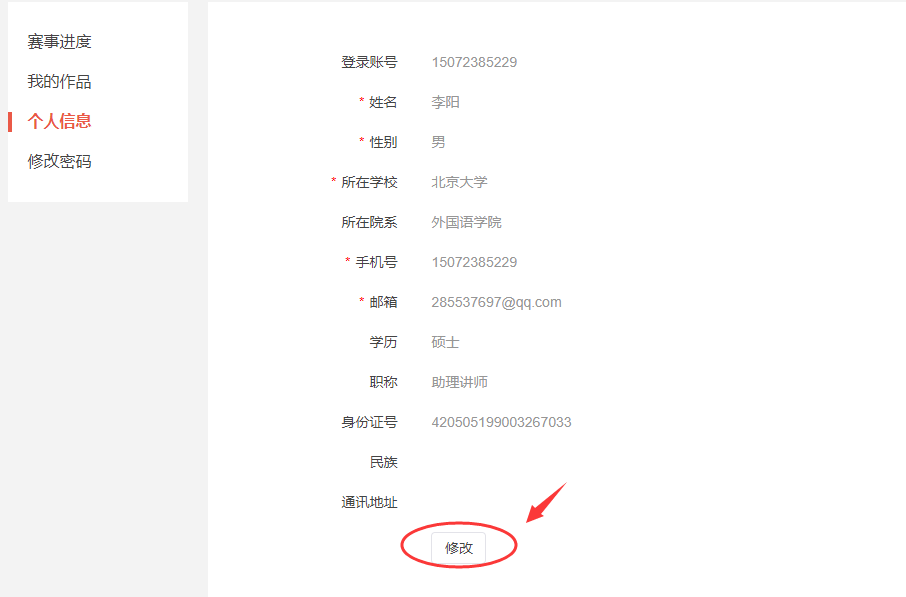 赛事进度
我的作品
个人信息
修改密码
登录账号 15072385229
* 姓名 李阳
* 性别 男
* 所在学校 北京大学
所在院系 外国语学院
* 手机号 15072385229
* 邮箱 285537697@qq.com
学历 硕士
职称 助理讲师
身份证号 420505199003267033
民族
通讯地址
修改